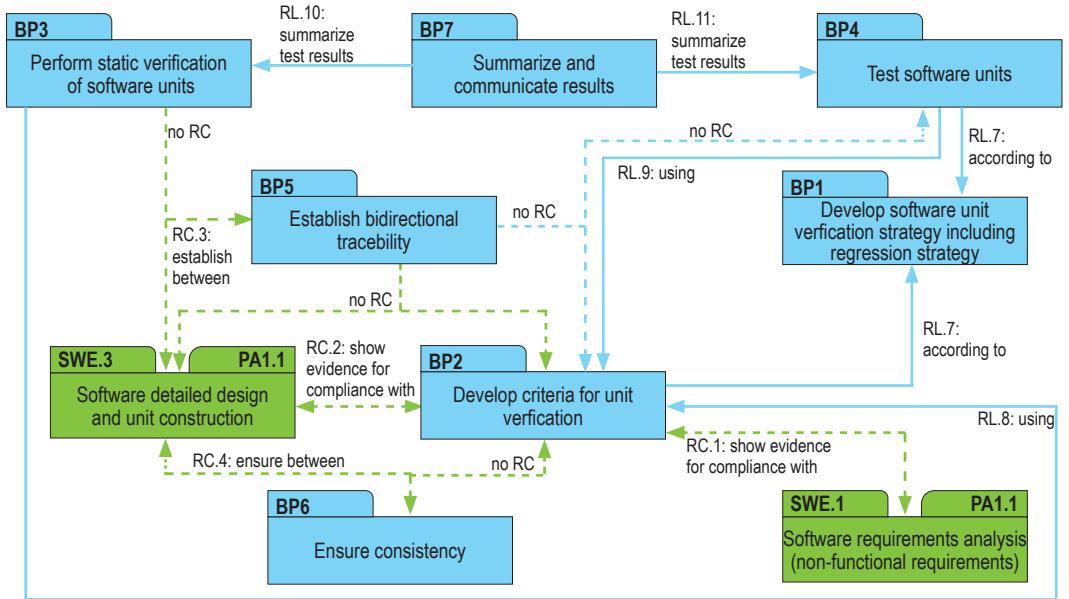 BP3
Perform static verification
of software units
RL.10:
summarize
test results
BP7
Summarize and
communicate results
RL.11:
summarize
test results
BP4
Test software units
no RC
no RC
RL.7:
according to
RL.9: using
BP5
Establish bidirectional
tracebility
no RC
BP1
Develop software unit
verfication strategy including
regression strategy
RC.3:
establish
between
no RC
SWE.3
PA1.1
Software detailed design
and unit construction
RC.2: show
evidence for
compliance with
BP2
Develop criteria for unit
verfication
RL.7:
according to
RL.8: using
RC.4: ensure between
no RC
RC.1: show evidence
for compliance with
BP6
Ensure consistency
SWE.1
PA1.1
Software requirements analysis
(non-functional requirements)